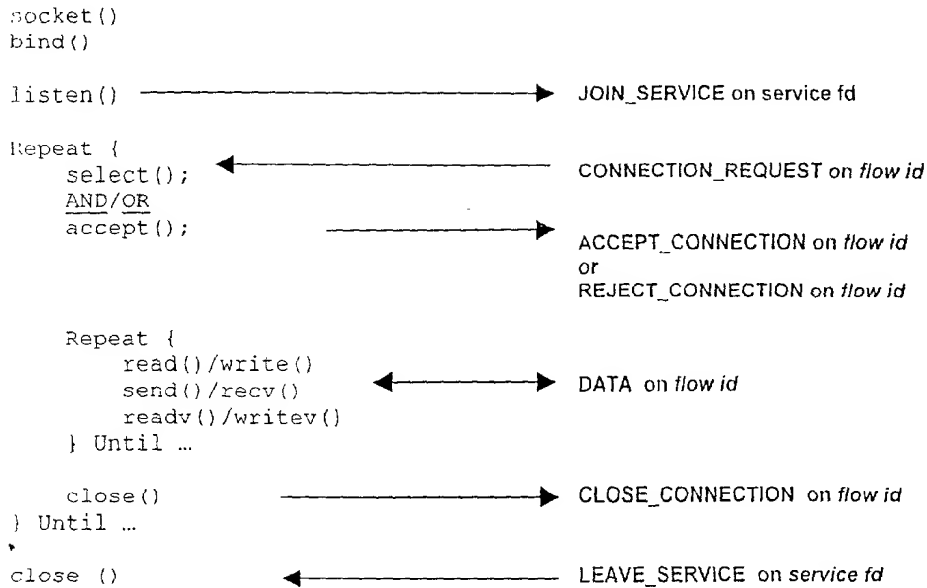 socket()
bind()
listen() JOIN_SERVICE on service fd
Repeat {
select(); CONNECTION_REQUEST on flow id
AND/OR
accept(); ACCEPT_CONNECTION on flow id
or
REJECT_CONNECTION on flow id
Repeat {
read()/write()
send()/recv() DATA on flow id
readv()/writev()
} Until …
close() CLOSE_CONNECTION on flow id
} Until …
close () LEAVE_SERVICE on service fd